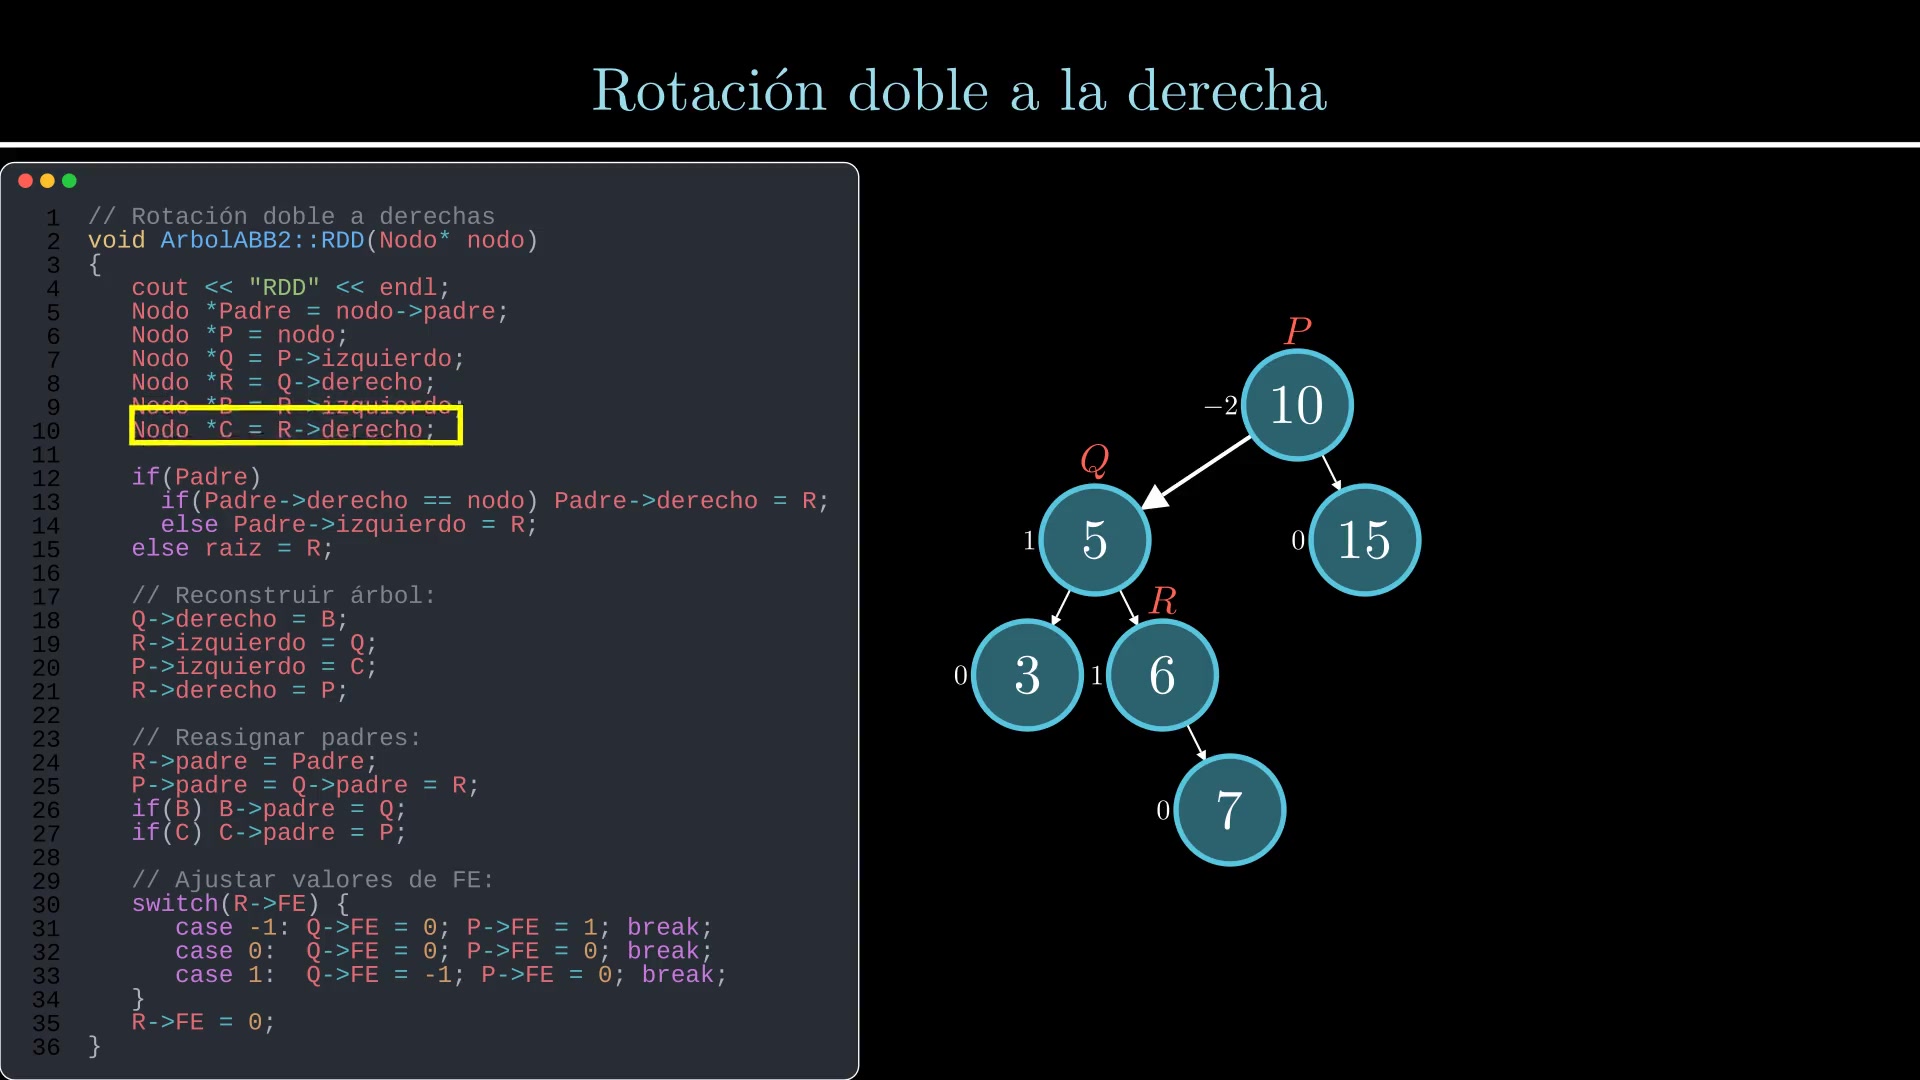 Rotación doble a la derecha
1 // Rotación doble a derechas
2 void ArbolABB2::RDD(Nodo* nodo)
3 {
4 cout << "RDD" << endl;
5 Nodo *Padre = nodo->padre;
6 Nodo *P = nodo;
7 Nodo *Q = P->izquierdo;
8 Nodo *R = Q->derecho;
9 Nodo *B = R->izquierdo;
10 Nodo *C = R->derecho;
11
12 if(Padre)
13 if(Padre->derecho == nodo) Padre->derecho = R;
14 else Padre->izquierdo = R;
15 else raiz = R;
16
17 // Reconstruir árbol:
18 Q->derecho = B;
19 R->izquierdo = Q;
20 P->izquierdo = C;
21 R->derecho = P;
22
23 // Reasignar padres:
24 R->padre = Padre;
25 P->padre = Q->padre = R;
26 if(B) B->padre = Q;
27 if(C) C->padre = P;
28
29 // Ajustar valores de FE:
30 switch(R->FE) {
31 case -1: Q->FE = 0; P->FE = 1; break;
32 case 0: Q->FE = 0; P->FE = 0; break;
33 case 1: Q->FE = -1; P->FE = 0; break;
34 }
35 R->FE = 0;
36 }
P
−2 10
Q
1 5 0 15
R
0 3 1 6
0 7